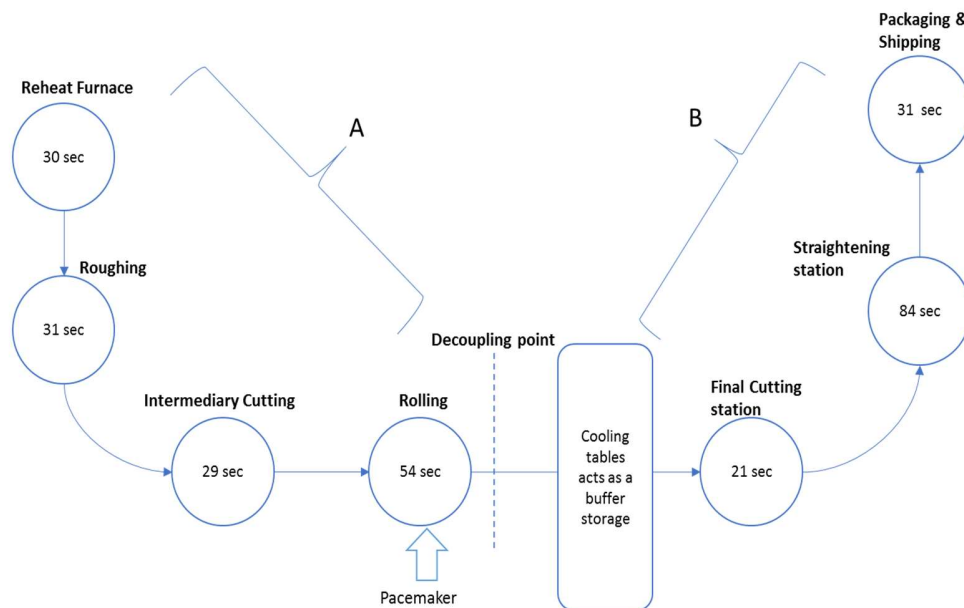 Packaging &
Shipping
31 sec
Reheat Furnace
30 sec
A
B
Roughing
31 sec
Straightening
station
84 sec
Decoupling point
Intermediary Cutting
29 sec
Rolling
54 sec
Cooling
tables
acts as a
buffer
storage
Final Cutting
station
21 sec
Pacemaker